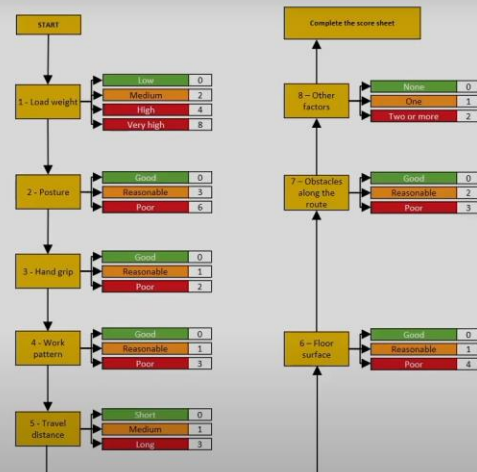 START
1 - Load weight
Low 0
Medium 2
High 4
Very high 8
2 - Posture
Good 0
Reasonable 3
Poor 6
3 - Hand grip
Good 0
Reasonable 1
Poor 2
4 - Work
pattern
Good 0
Reasonable 1
Poor 3
5 - Travel
distance
Short 0
Medium 1
Long 3
Complete the score sheet
8 – Other
factors
None 0
One 1
Two or more 2
7 – Obstacles
along the
route
Good 0
Reasonable 2
Poor 3
6 – Floor
surface
Good 0
Reasonable 1
Poor 4